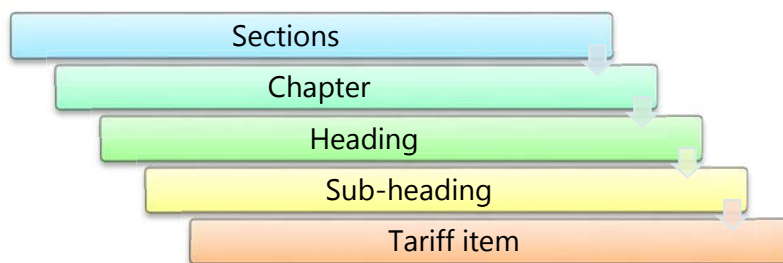 Sections
Chapter
Heading
Sub-heading
Tariff item